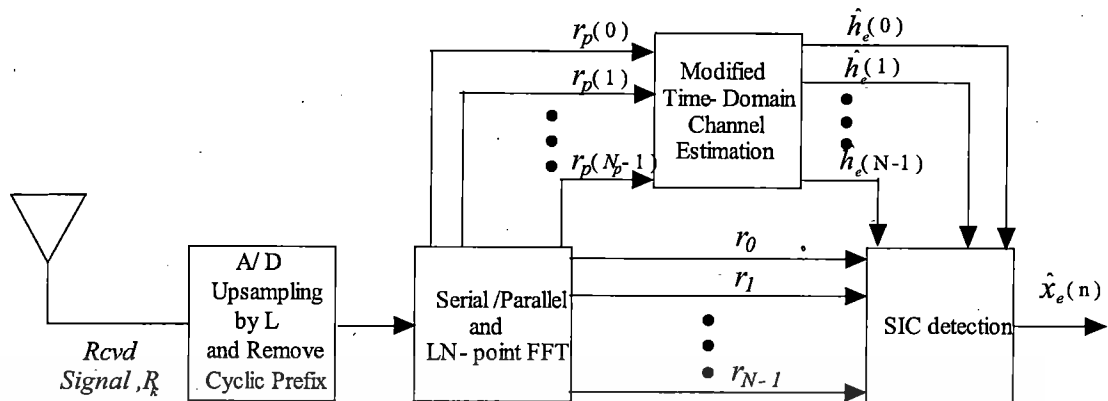 r_p(0)
r_p(1)
r_p(N_p-1)
Modified
Time- Domain
Channel
Estimation
ĥ_e(0)
ĥ_e(1)
ĥ_e(N-1)
A/ D
Upsampling
by L
and Remove
Cyclic Prefix
Rcvd
Signal ,R_k
Serial /Parallel
and
LN- point FFT
r_0
r_1
r_{N-1}
SIC detection
x̂_e(n)